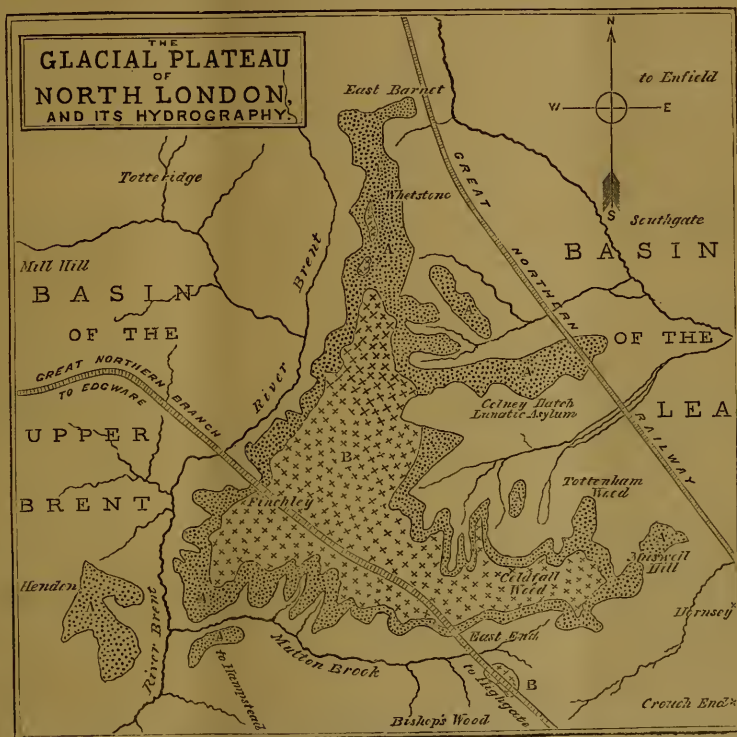 THE
GLACIAL PLATEAU
OF
NORTH LONDON,
AND ITS HYDROGRAPHY.
N
W
E
S
to Enfield
East Barnet
Totteridge
Whetstone
GREAT NORTHERN RAILWAY
Southgate
Mill Hill
River Brent
A
BASIN
OF THE
UPPER
BRENT
BASIN
OF THE
LEA
GREAT NORTHERN BRANCH
TO EDGWARE
A
Colney Hatch
Lunatic Asylum
B
Finchley
Tottenham
Wood
A
Muswell
Hill
Coldfall
Wood
Hendon
A
A
Hornsey
River Brent
A
to Hampstead
Mutton Brook
East End
to Highgate
B
Bishop's Wood
Crouch End